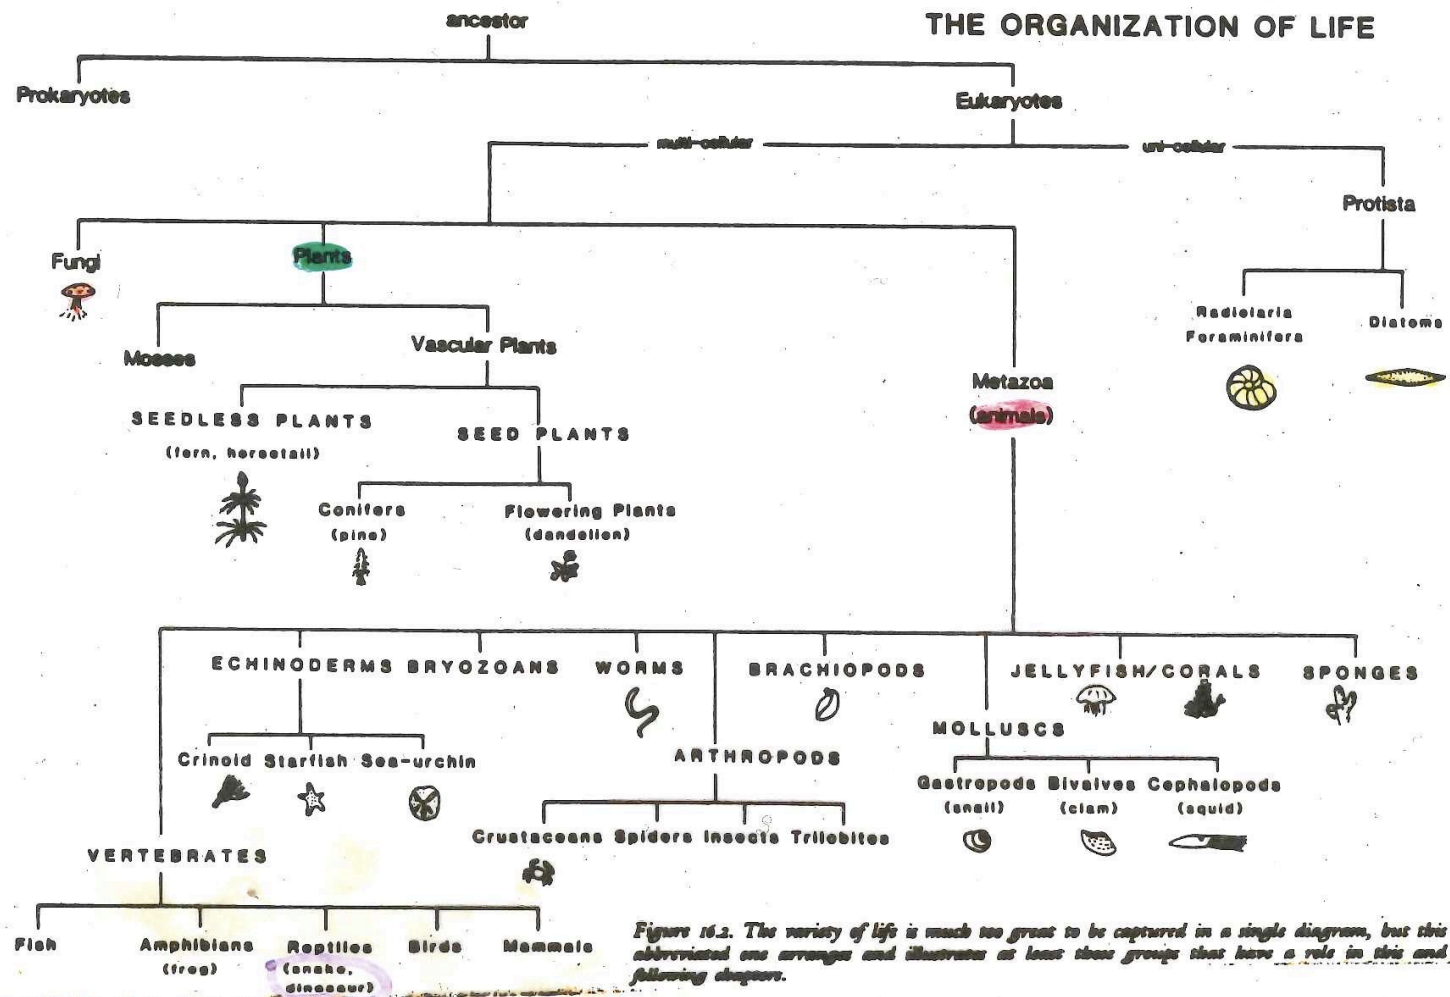 THE ORGANIZATION OF LIFE
ancestor
Prokaryotes
Eukaryotes
multi-cellular
uni-cellular
Protista
Fungi
Plants
Radiolaria
Foraminifera
Diatoms
Mosses
Vascular Plants
Metazoa
(animals)
SEEDLESS PLANTS
(fern, horsetail)
SEED PLANTS
Conifers
(pine)
Flowering Plants
(dandelion)
ECHINODERMS
BRYOZOANS
WORMS
BRACHIOPODS
JELLYFISH/CORALS
SPONGES
MOLLUSCS
ARTHROPODS
Crinoid Starfish Sea-urchin
Gastropods Bivalves Cephalopods
(snail) (clam) (squid)
Crustaceans Spiders Insects Trilobites
VERTEBRATES
Fish Amphibians Reptiles Birds Mammals
(frog) (snake,
dinosaur)
Figure 16.2. The variety of life is much too great to be captured in a single diagram, but this
abbreviated one arranges and illustrates at least those groups that have a role in this and
following chapters.